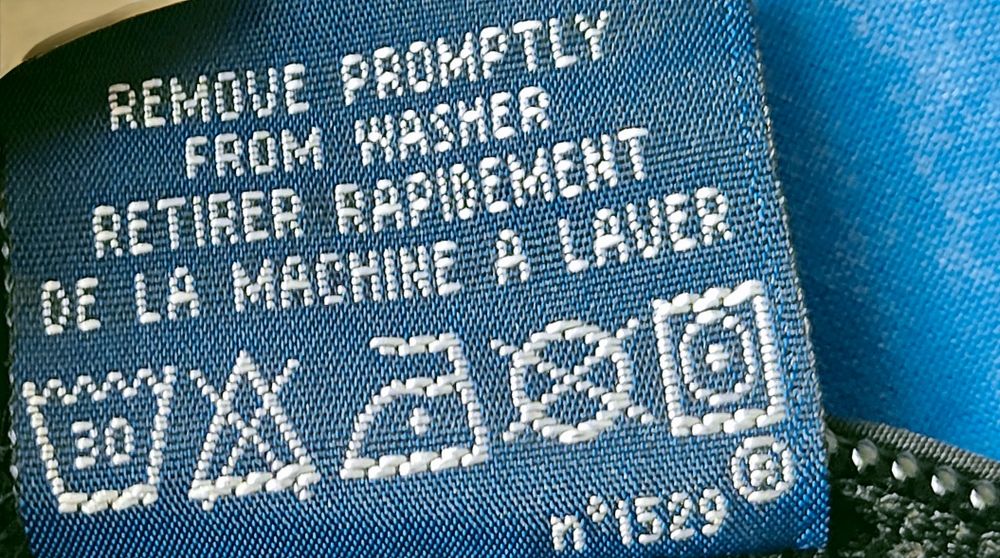 REMOVE PROMPTLY
FROM WASHER
RETIRER RAPIDEMENT
DE LA MACHINE A LAVER
30
®
n°1529